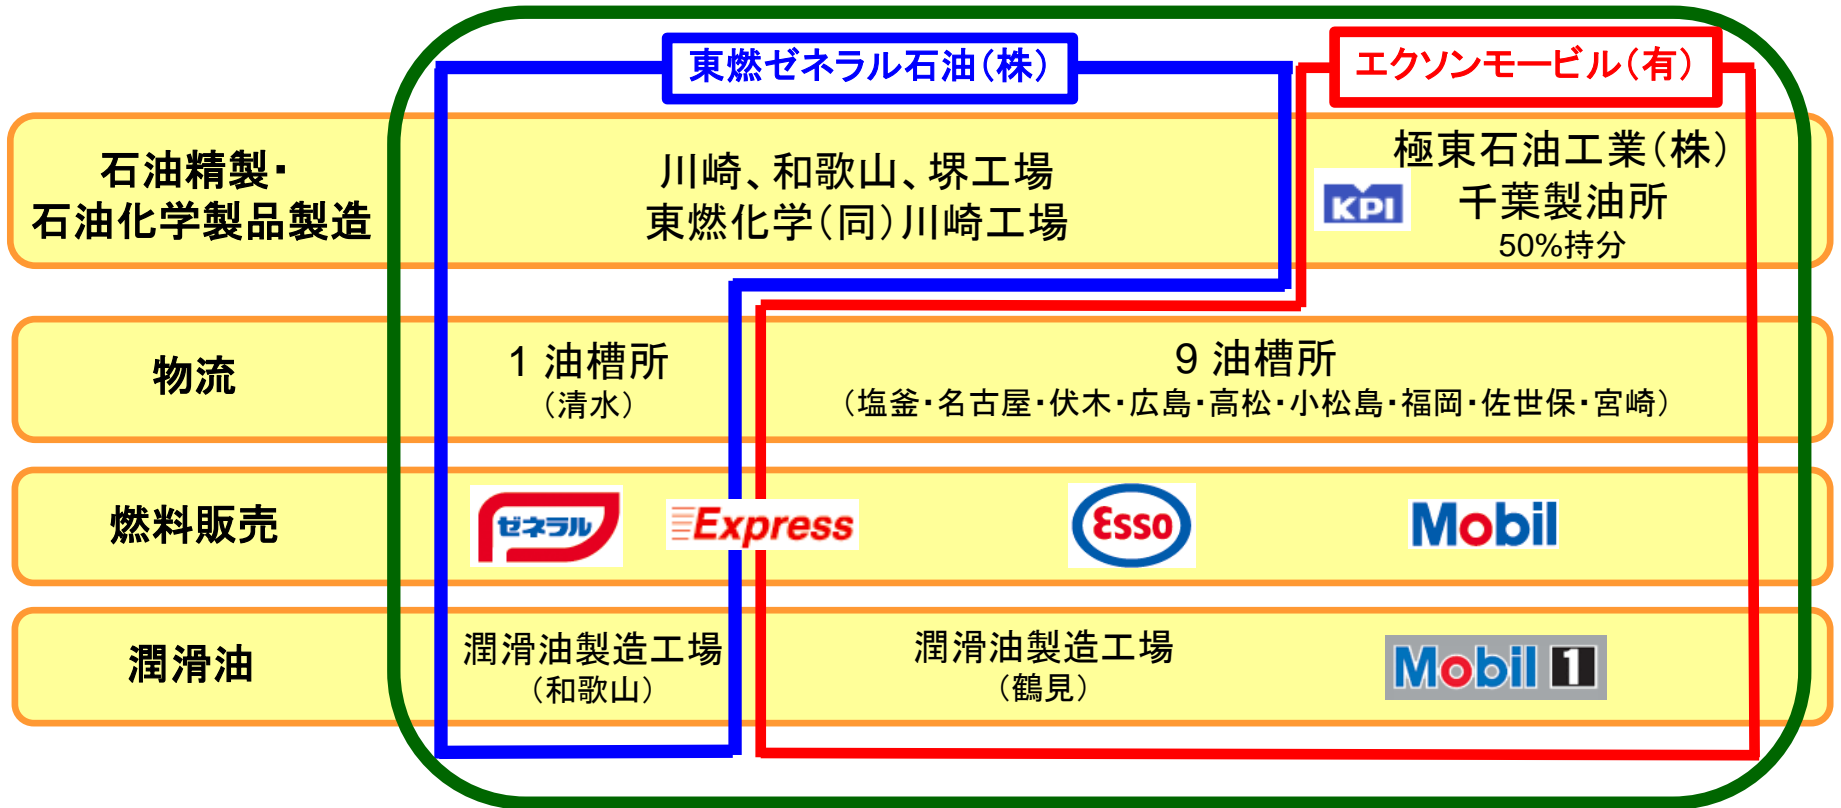 東燃ゼネラル石油（株）
エクソンモービル（有）
石油精製・
石油化学製品製造
川崎、和歌山、堺工場
東燃化学（同）川崎工場
極東石油工業（株）
KPI
千葉製油所
50%持分
物流
1 油槽所
（清水）
9 油槽所
（塩釜・名古屋・伏木・広島・高松・小松島・福岡・佐世保・宮崎）
燃料販売
ゼネラル
Express
Esso
Mobil
潤滑油
潤滑油製造工場
（和歌山）
潤滑油製造工場
（鶴見）
Mobil 1